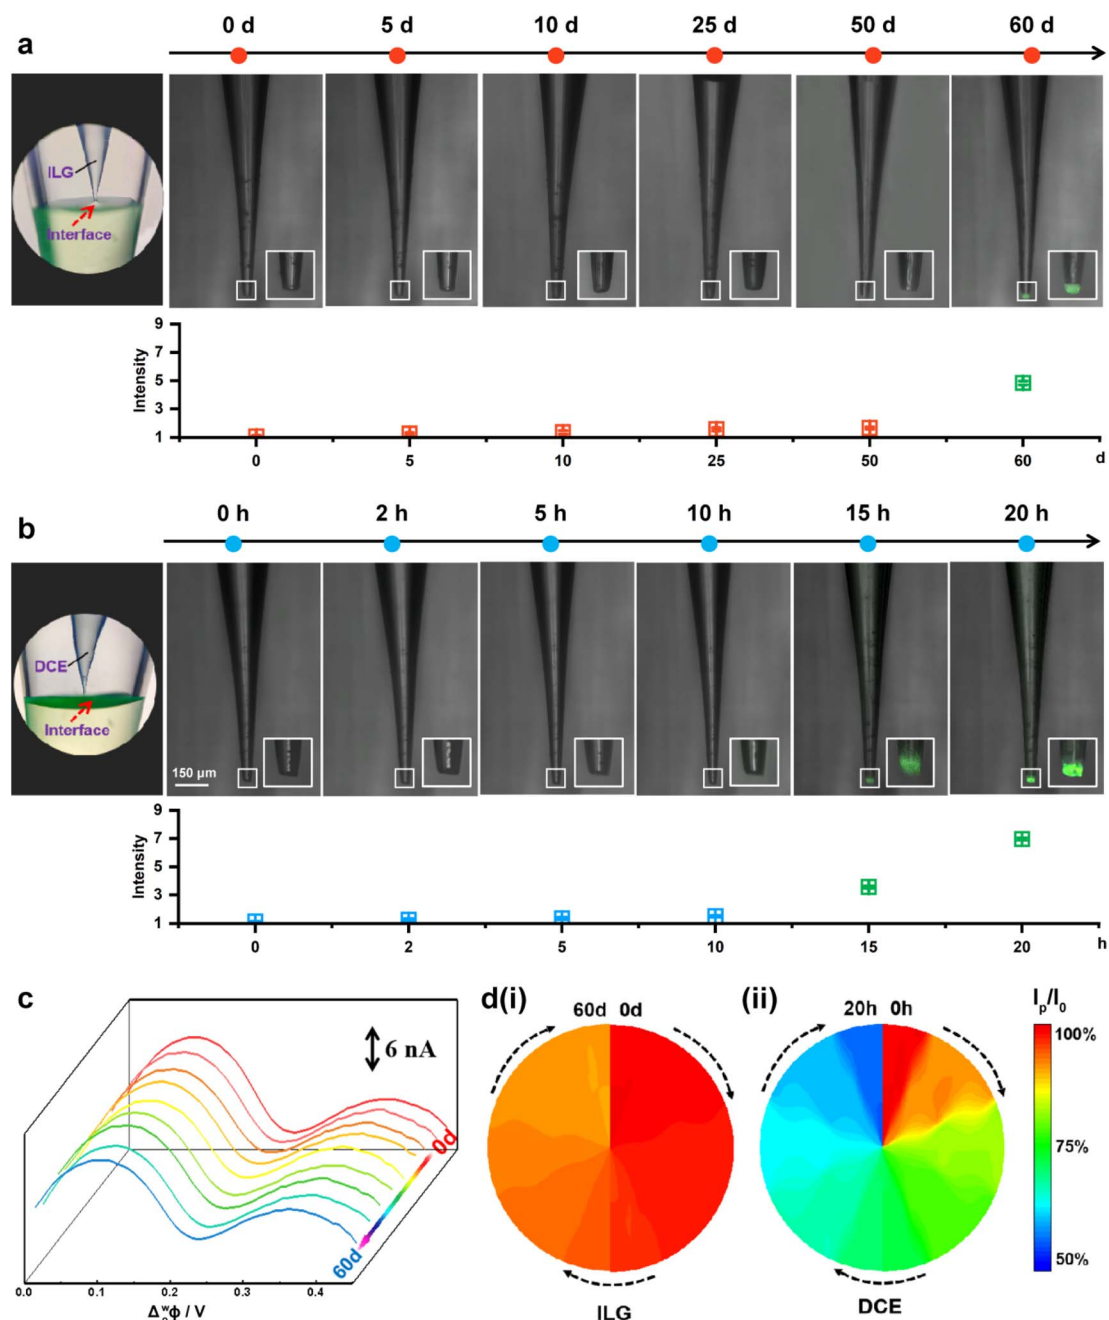 a
0 d 5 d 10 d 25 d 50 d 60 d
ILG
Interface
Intensity
9
7
5
3
1
0 5 10 25 50 60 d
b
0 h 2 h 5 h 10 h 15 h 20 h
DCE
Interface
150 μm
Intensity
9
7
5
3
1
0 2 5 10 15 20 h
c
6 nA
0d
60d
0.0 0.1 0.2 0.3 0.4
Δₒʷϕ / V
d(i)
60d 0d
ILG
(ii)
20h 0h
DCE
Iₚ/I₀
100%
75%
50%